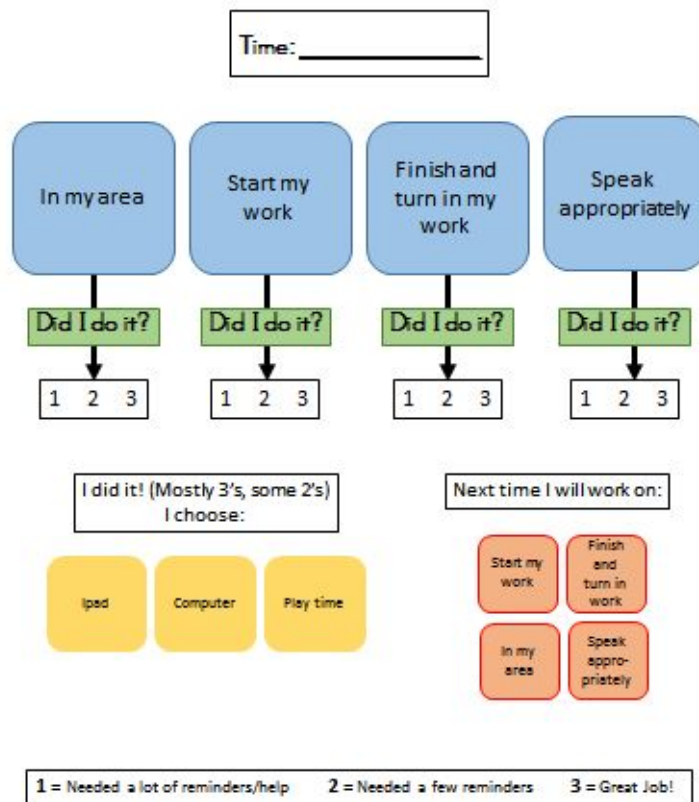 Time: _______________
In my area
Start my
work
Finish and
turn in my
work
Speak
appropriately
Did I do it?
Did I do it?
Did I do it?
Did I do it?
1 2 3
1 2 3
1 2 3
1 2 3
I did it! (Mostly 3's, some 2's)
I choose:
Ipad
Computer
Play time
Next time I will work on:
Start my
work
Finish
and
turn in
work
In my
area
Speak
appro-
priately
1 = Needed a lot of reminders/help 2 = Needed a few reminders 3 = Great Job!